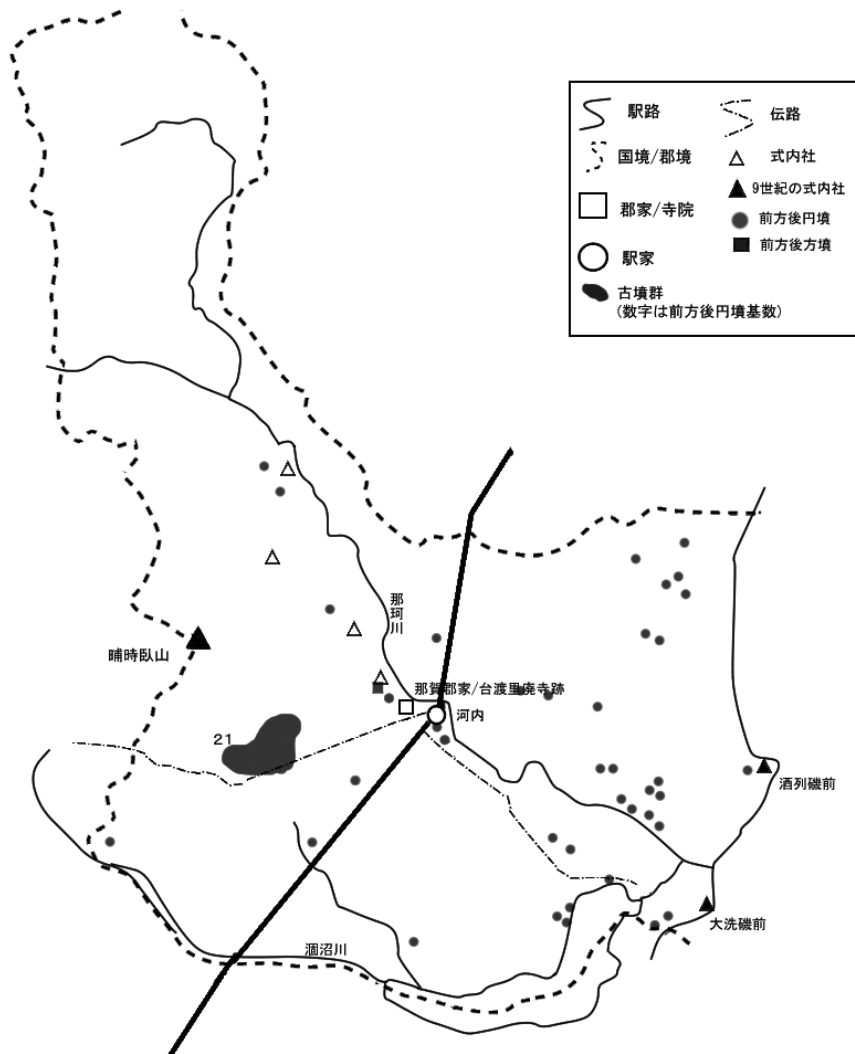 駅路
伝路
国境/郡境
式内社
9世紀の式内社
郡家/寺院
前方後円墳
前方後方墳
駅家
古墳群
(数字は前方後円墳基数)
那珂川
晡時臥山
那賀郡家/台渡里廃寺跡
河内
21
酒列磯前
大洗磯前
涸沼川